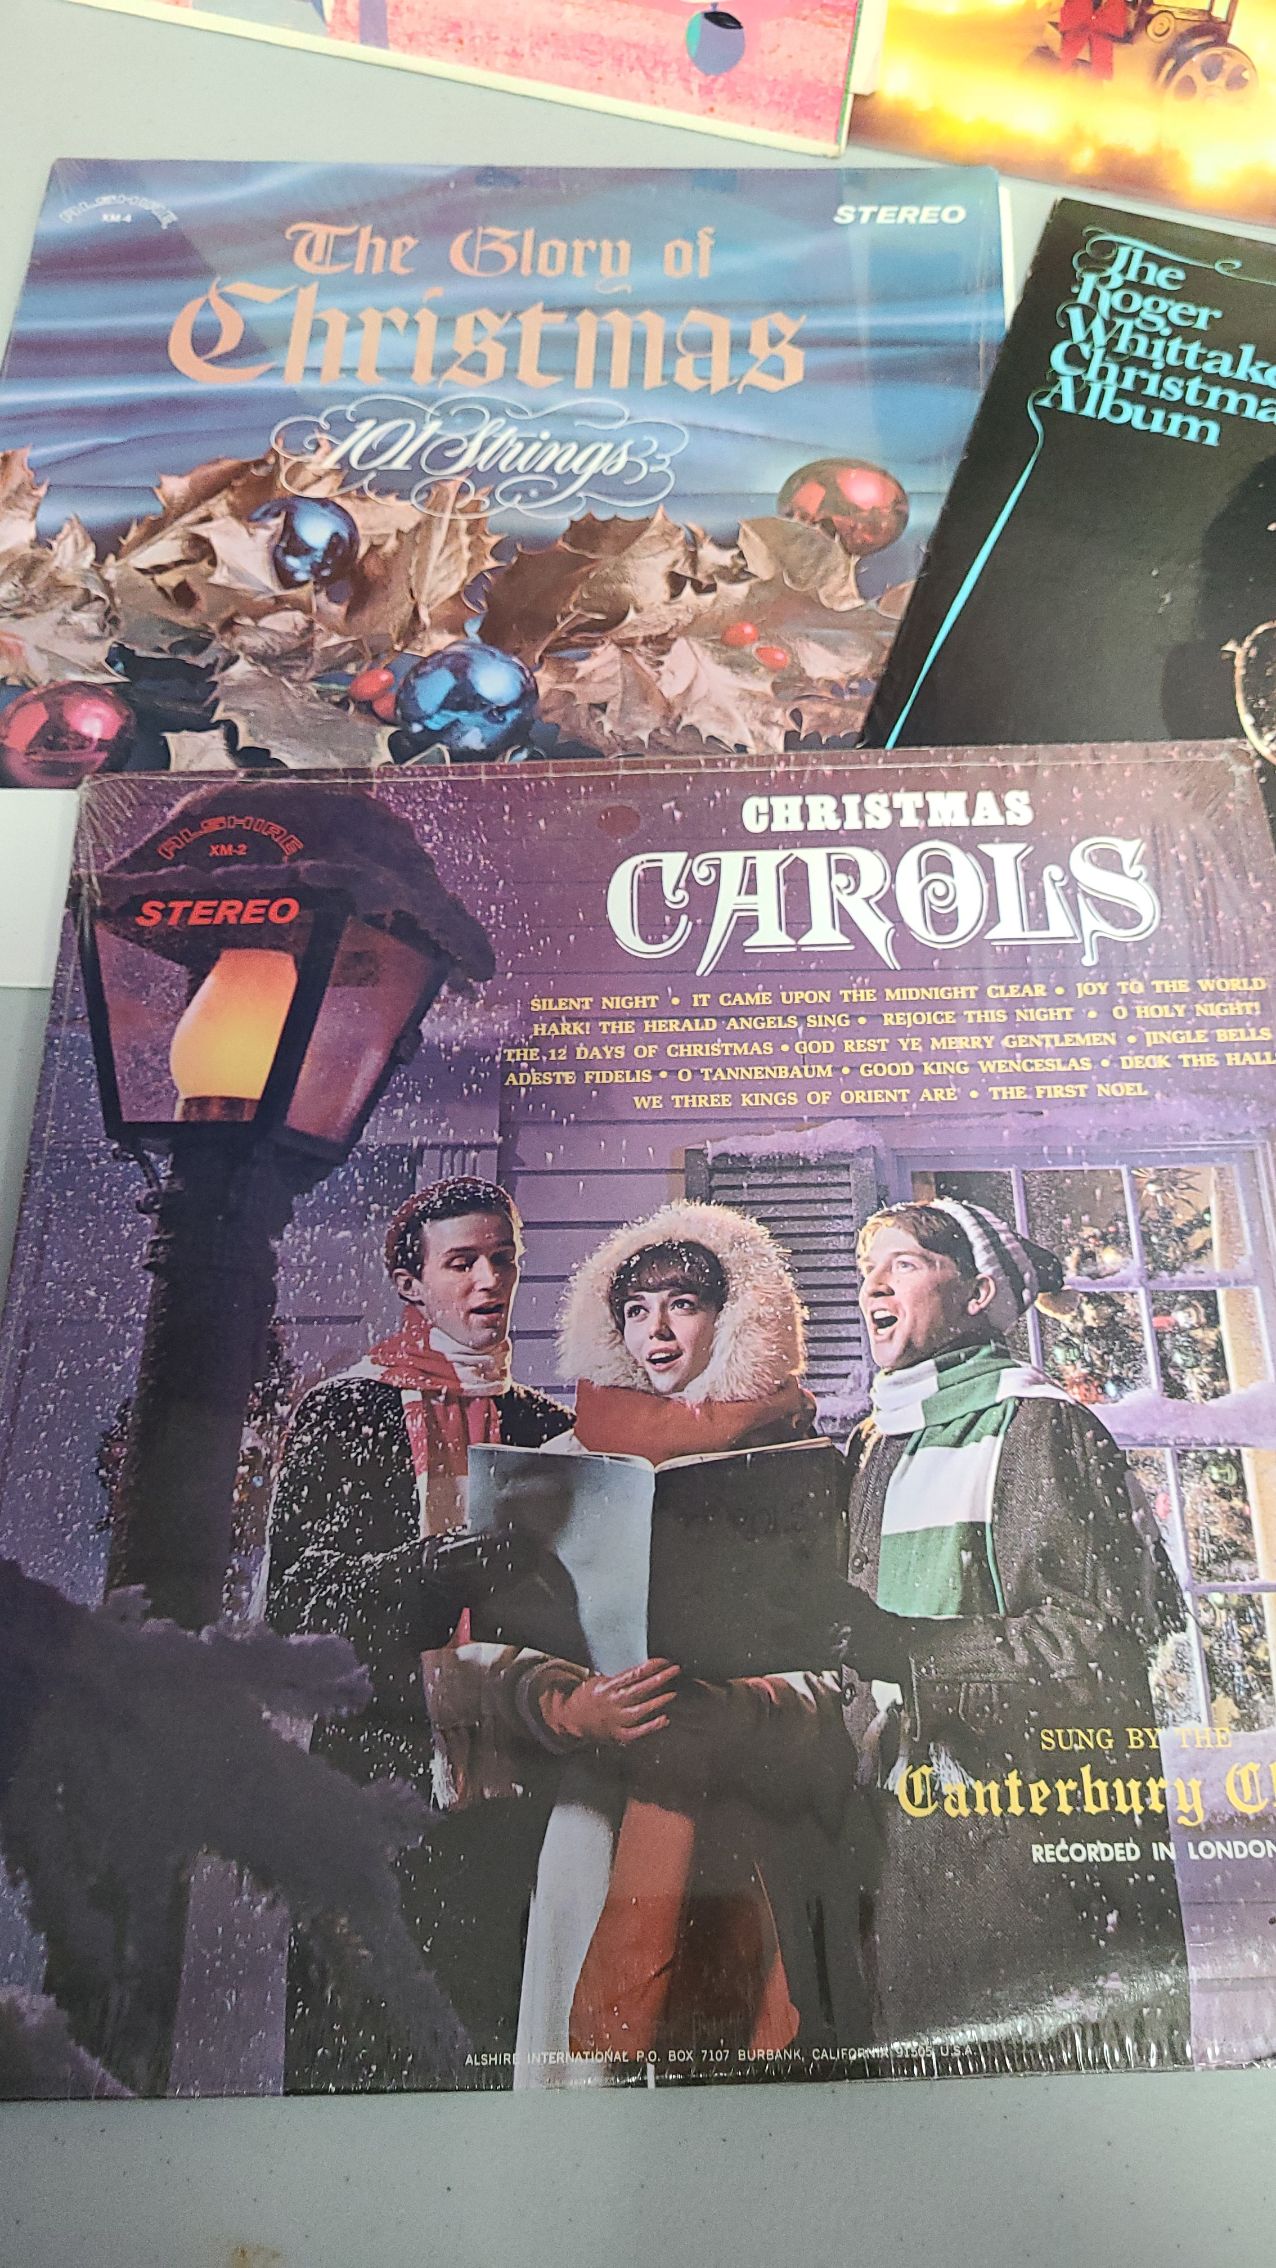 ALSHIRE
XM-4
STEREO
The Glory of
Christmas
101 Strings
The
Roger
Whittake
Christma
Album
ALSHIRE
XM-2
STEREO
CHRISTMAS
CAROLS
SILENT NIGHT • IT CAME UPON THE MIDNIGHT CLEAR • JOY TO THE WORLD
HARK! THE HERALD ANGELS SING • REJOICE THIS NIGHT • O HOLY NIGHT!
THE 12 DAYS OF CHRISTMAS • GOD REST YE MERRY GENTLEMEN • JINGLE BELLS
ADESTE FIDELIS • O TANNENBAUM • GOOD KING WENCESLAS • DECK THE HALL
WE THREE KINGS OF ORIENT ARE • THE FIRST NOEL
SUNG BY THE
Canterbury
RECORDED IN LONDON
ALSHIRE INTERNATIONAL P.O. BOX 7107 BURBANK, CALIFORNIA 91505 U.S.A.